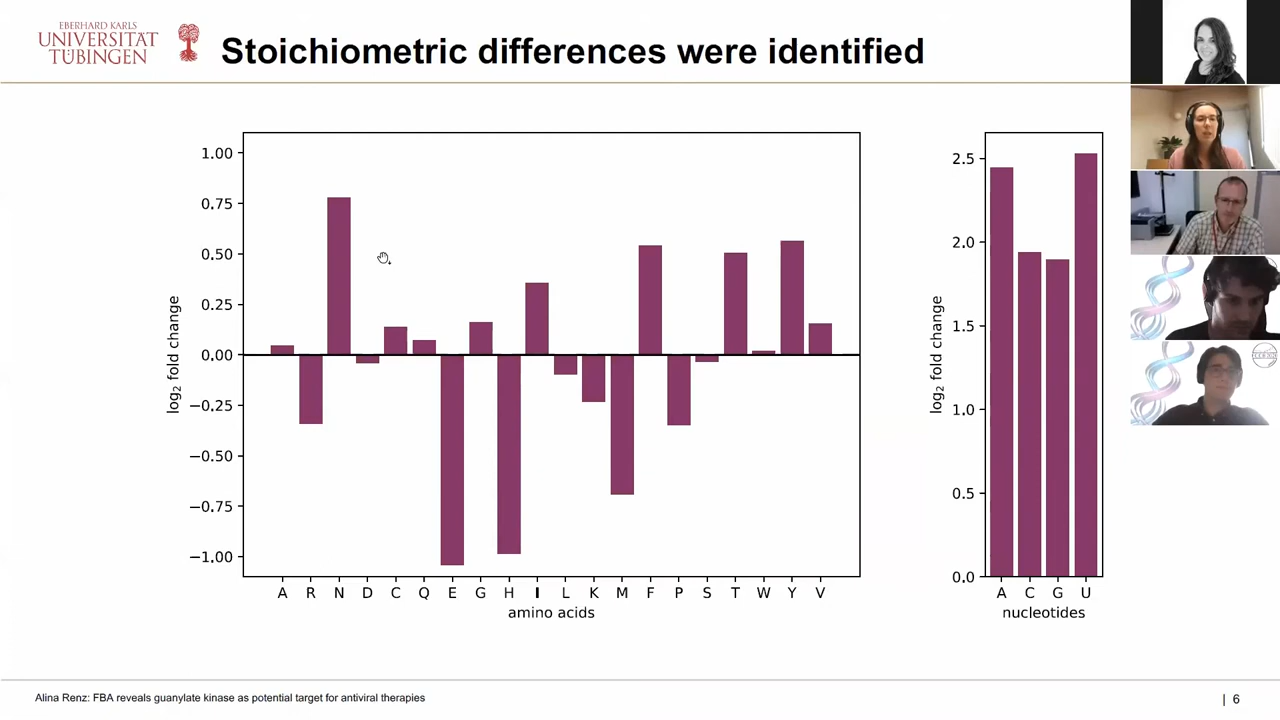 EBERHARD KARLS
UNIVERSITÄT
TÜBINGEN
Stoichiometric differences were identified
1.00
0.75
0.50
0.25
0.00
−0.25
−0.50
−0.75
−1.00
log2 fold change
A R N D C Q E G H I L K M F P S T W Y V
amino acids
2.5
2.0
1.5
1.0
0.5
0.0
log2 fold change
A C G U
nucleotides
Alina Renz: FBA reveals guanylate kinase as potential target for antiviral therapies
| 6